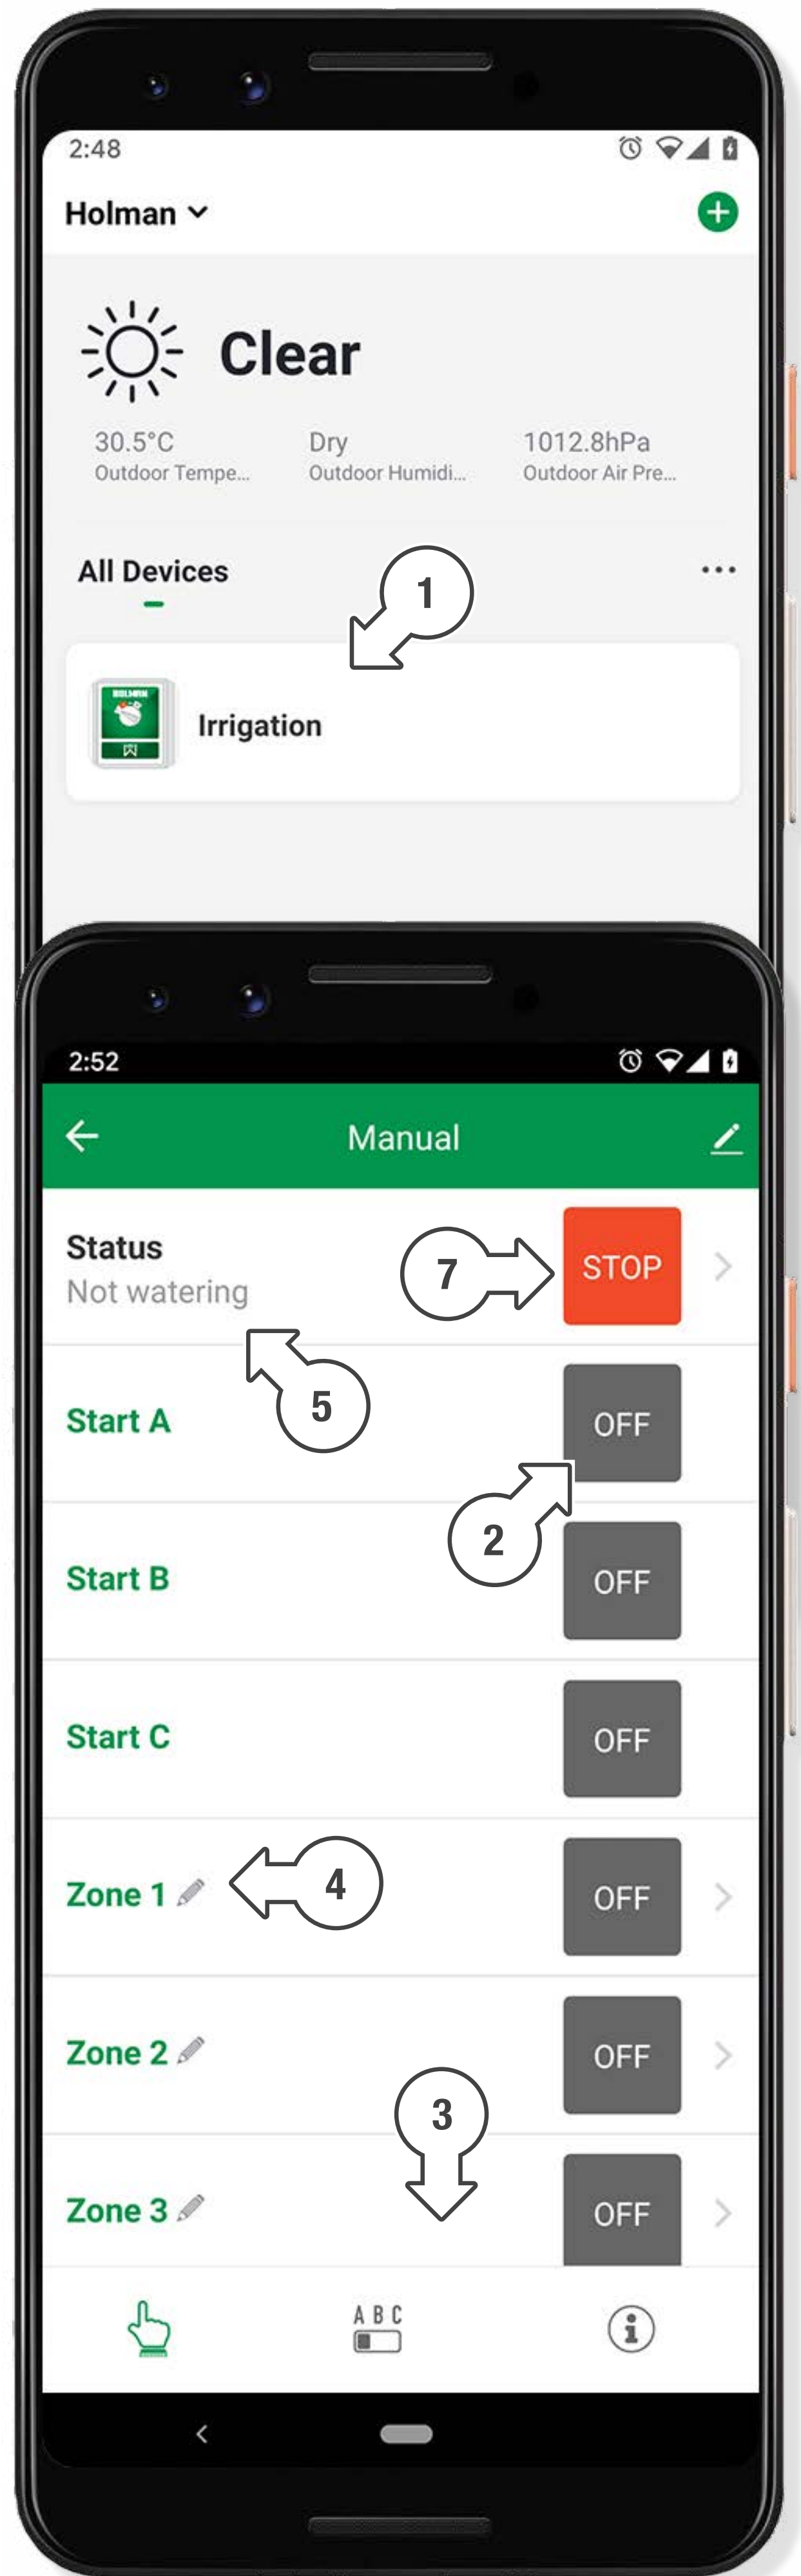 2:48
Holman
Clear
30.5°C Dry 1012.8hPa
Outdoor Tempe... Outdoor Humidi... Outdoor Air Pre...
All Devices
1
HOLMAN
Irrigation
2:52
Manual
Status
Not watering
7
STOP
5
Start A
OFF
2
Start B
OFF
Start C
OFF
Zone 1
4
OFF
Zone 2
OFF
3
Zone 3
OFF
A B C
i